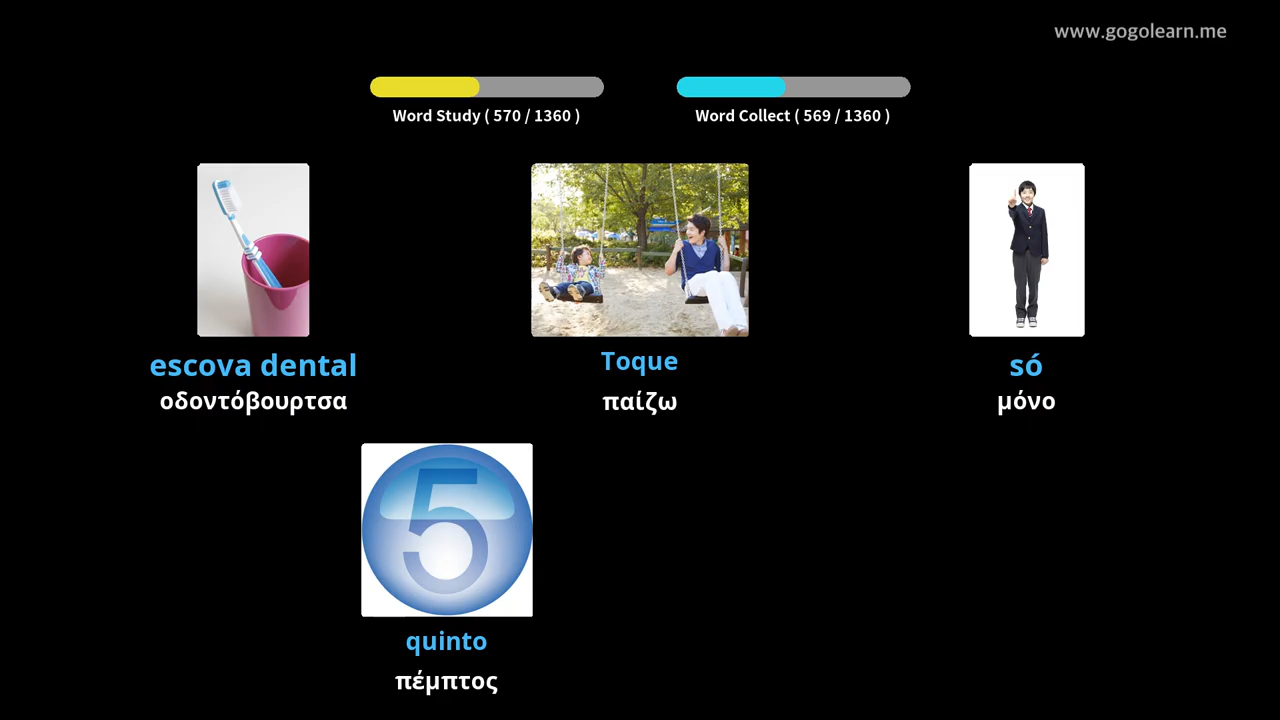 www.gogolearn.me
Word Study ( 570 / 1360 )
Word Collect ( 569 / 1360 )
escova dental
οδοντόβουρτσα
Toque
παίζω
só
μόνο
5
quinto
πέμπτος